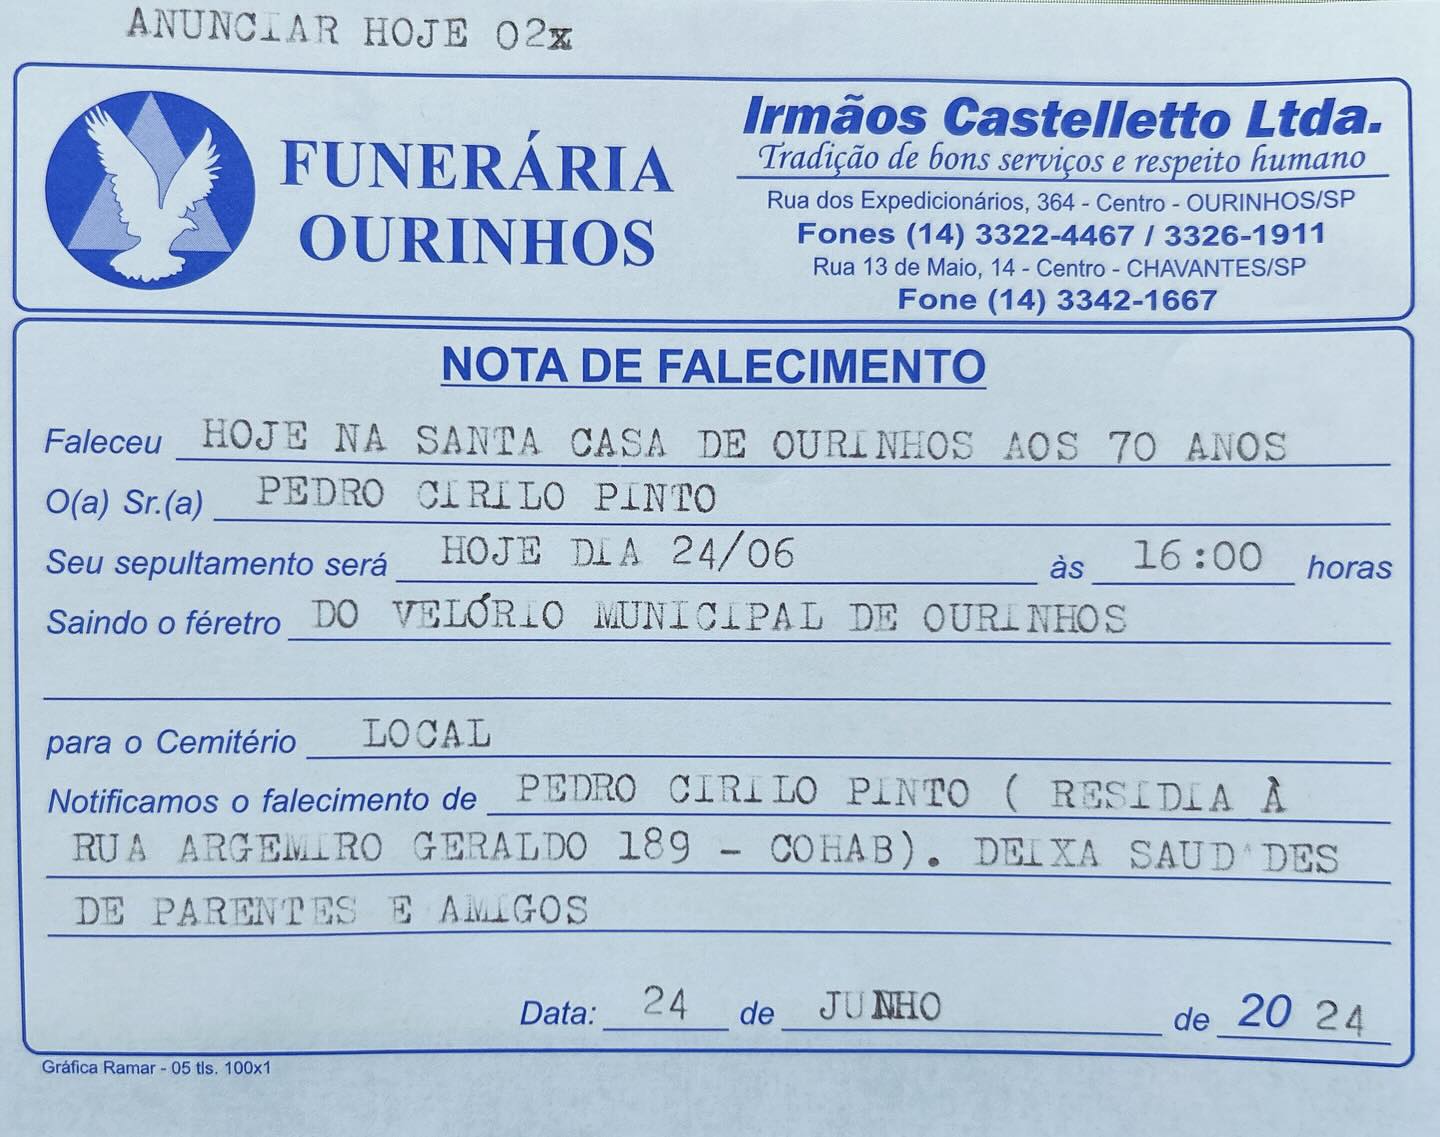 ANUNCIAR HOJE 02x
FUNERÁRIA
OURINHOS
Irmãos Castelletto Ltda.
Tradição de bons serviços e respeito humano
Rua dos Expedicionários, 364 - Centro - OURINHOS/SP
Fones (14) 3322-4467 / 3326-1911
Rua 13 de Maio, 14 - Centro - CHAVANTES/SP
Fone (14) 3342-1667
NOTA DE FALECIMENTO
Faleceu HOJE NA SANTA CASA DE OURINHOS AOS 70 ANOS
O(a) Sr.(a) PEDRO CIRILO PINTO
Seu sepultamento será HOJE DIA 24/06 às 16:00 horas
Saindo o féretro DO VELÓRIO MUNICIPAL DE OURINHOS
para o Cemitério LOCAL
Notificamos o falecimento de PEDRO CIRILO PINTO ( RESIDIA À
RUA ARGEMIRO GERALDO 189 - COHAB). DEIXA SAUDADES
DE PARENTES E AMIGOS
Data: 24 de JUNHO de 20 24
Gráfica Ramar - 05 tls. 100x1